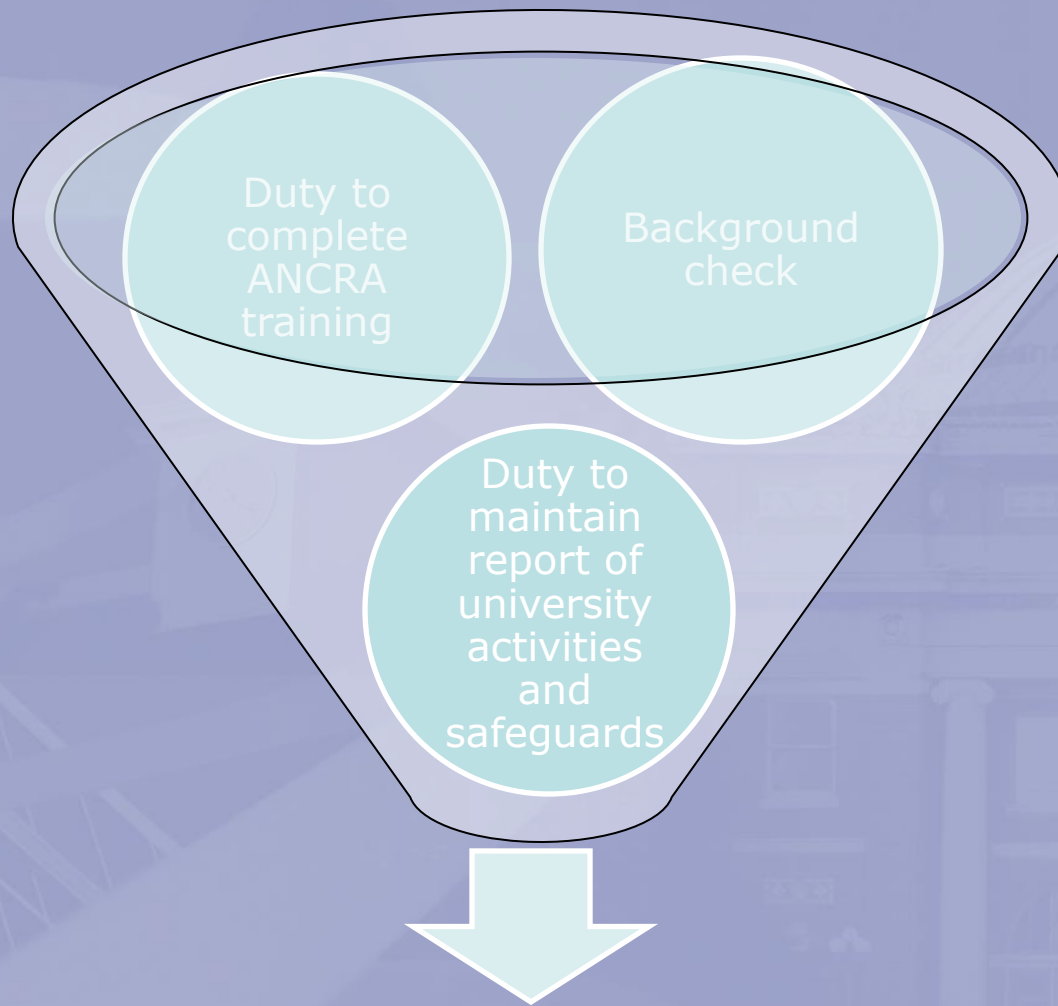 Duty to
complete
ANCRA
training
Background
check
Duty to
maintain
report of
university
activities
and
safeguards